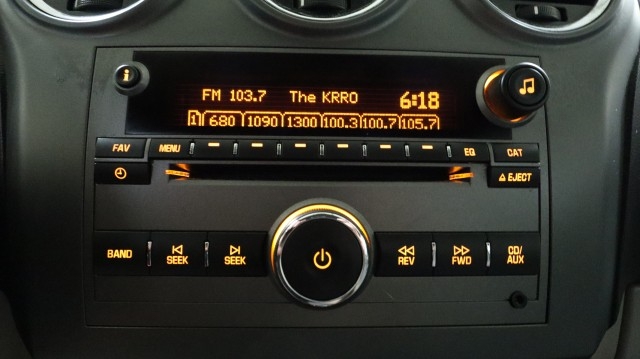 i
FM 103.7 The KRRO 6:18
1 680 1090 1300 100.3 100.7 105.7
FAV MENU EQ CAT
EJECT
BAND SEEK SEEK REV FWD CD/
AUX